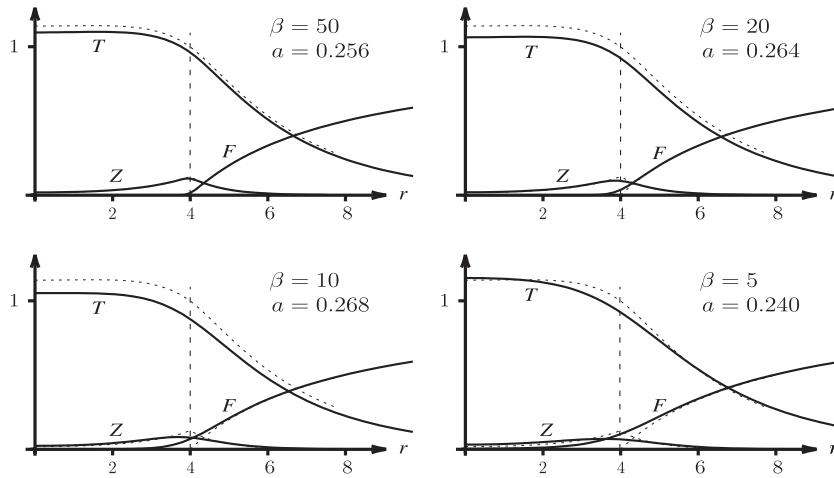 β = 50
a = 0.256
1
T
Z
F
r
2
4
6
8
β = 20
a = 0.264
1
T
Z
F
r
2
4
6
8
β = 10
a = 0.268
1
T
Z
F
r
2
4
6
8
β = 5
a = 0.240
1
T
Z
F
r
2
4
6
8